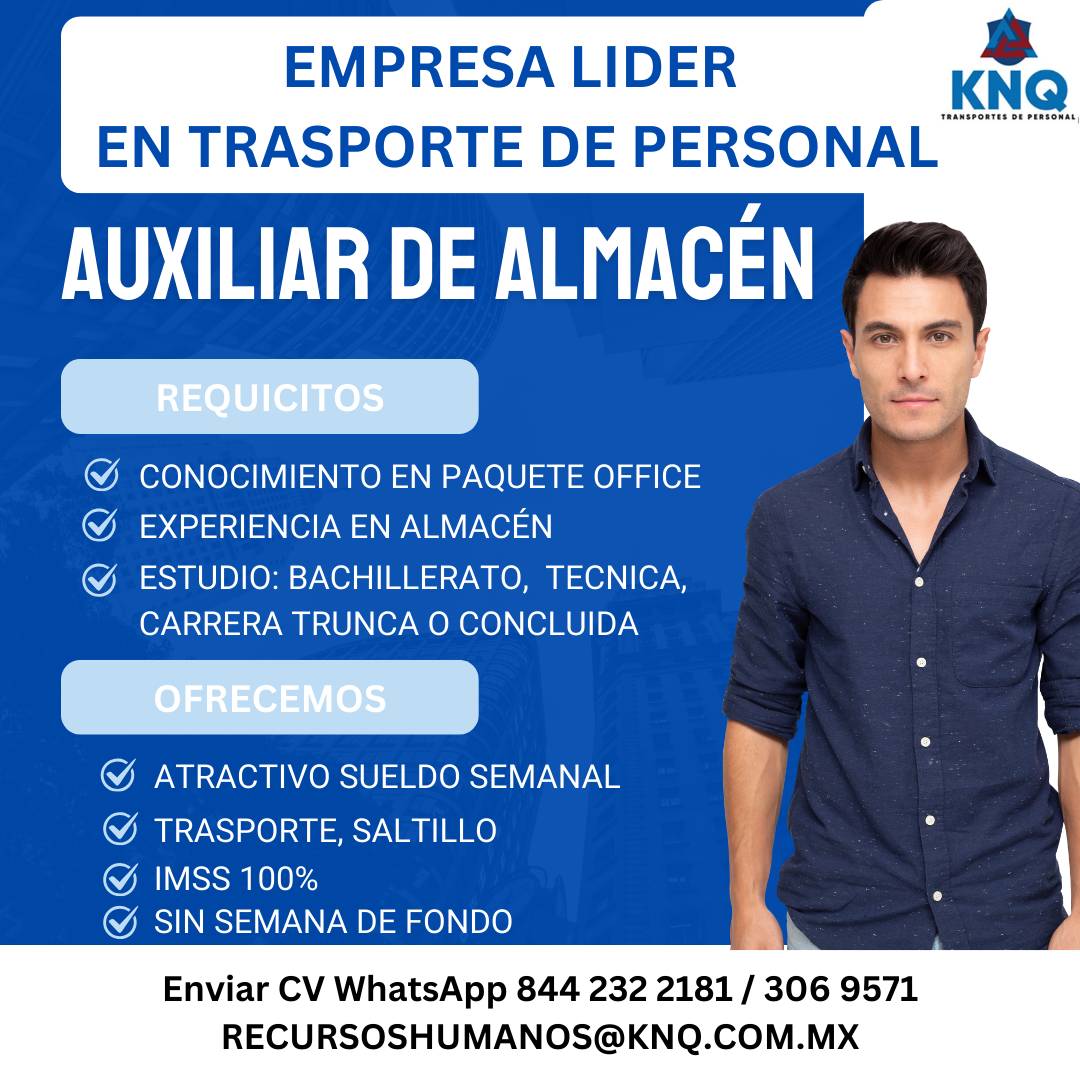 EMPRESA LIDER
EN TRASPORTE DE PERSONAL
KNQ
TRANSPORTES DE PERSONAL
AUXILIAR DE ALMACÉN
REQUICITOS
CONOCIMIENTO EN PAQUETE OFFICE
EXPERIENCIA EN ALMACÉN
ESTUDIO: BACHILLERATO, TECNICA,
CARRERA TRUNCA O CONCLUIDA
OFRECEMOS
ATRACTIVO SUELDO SEMANAL
TRASPORTE, SALTILLO
IMSS 100%
SIN SEMANA DE FONDO
Enviar CV WhatsApp 844 232 2181 / 306 9571
RECURSOSHUMANOS@KNQ.COM.MX